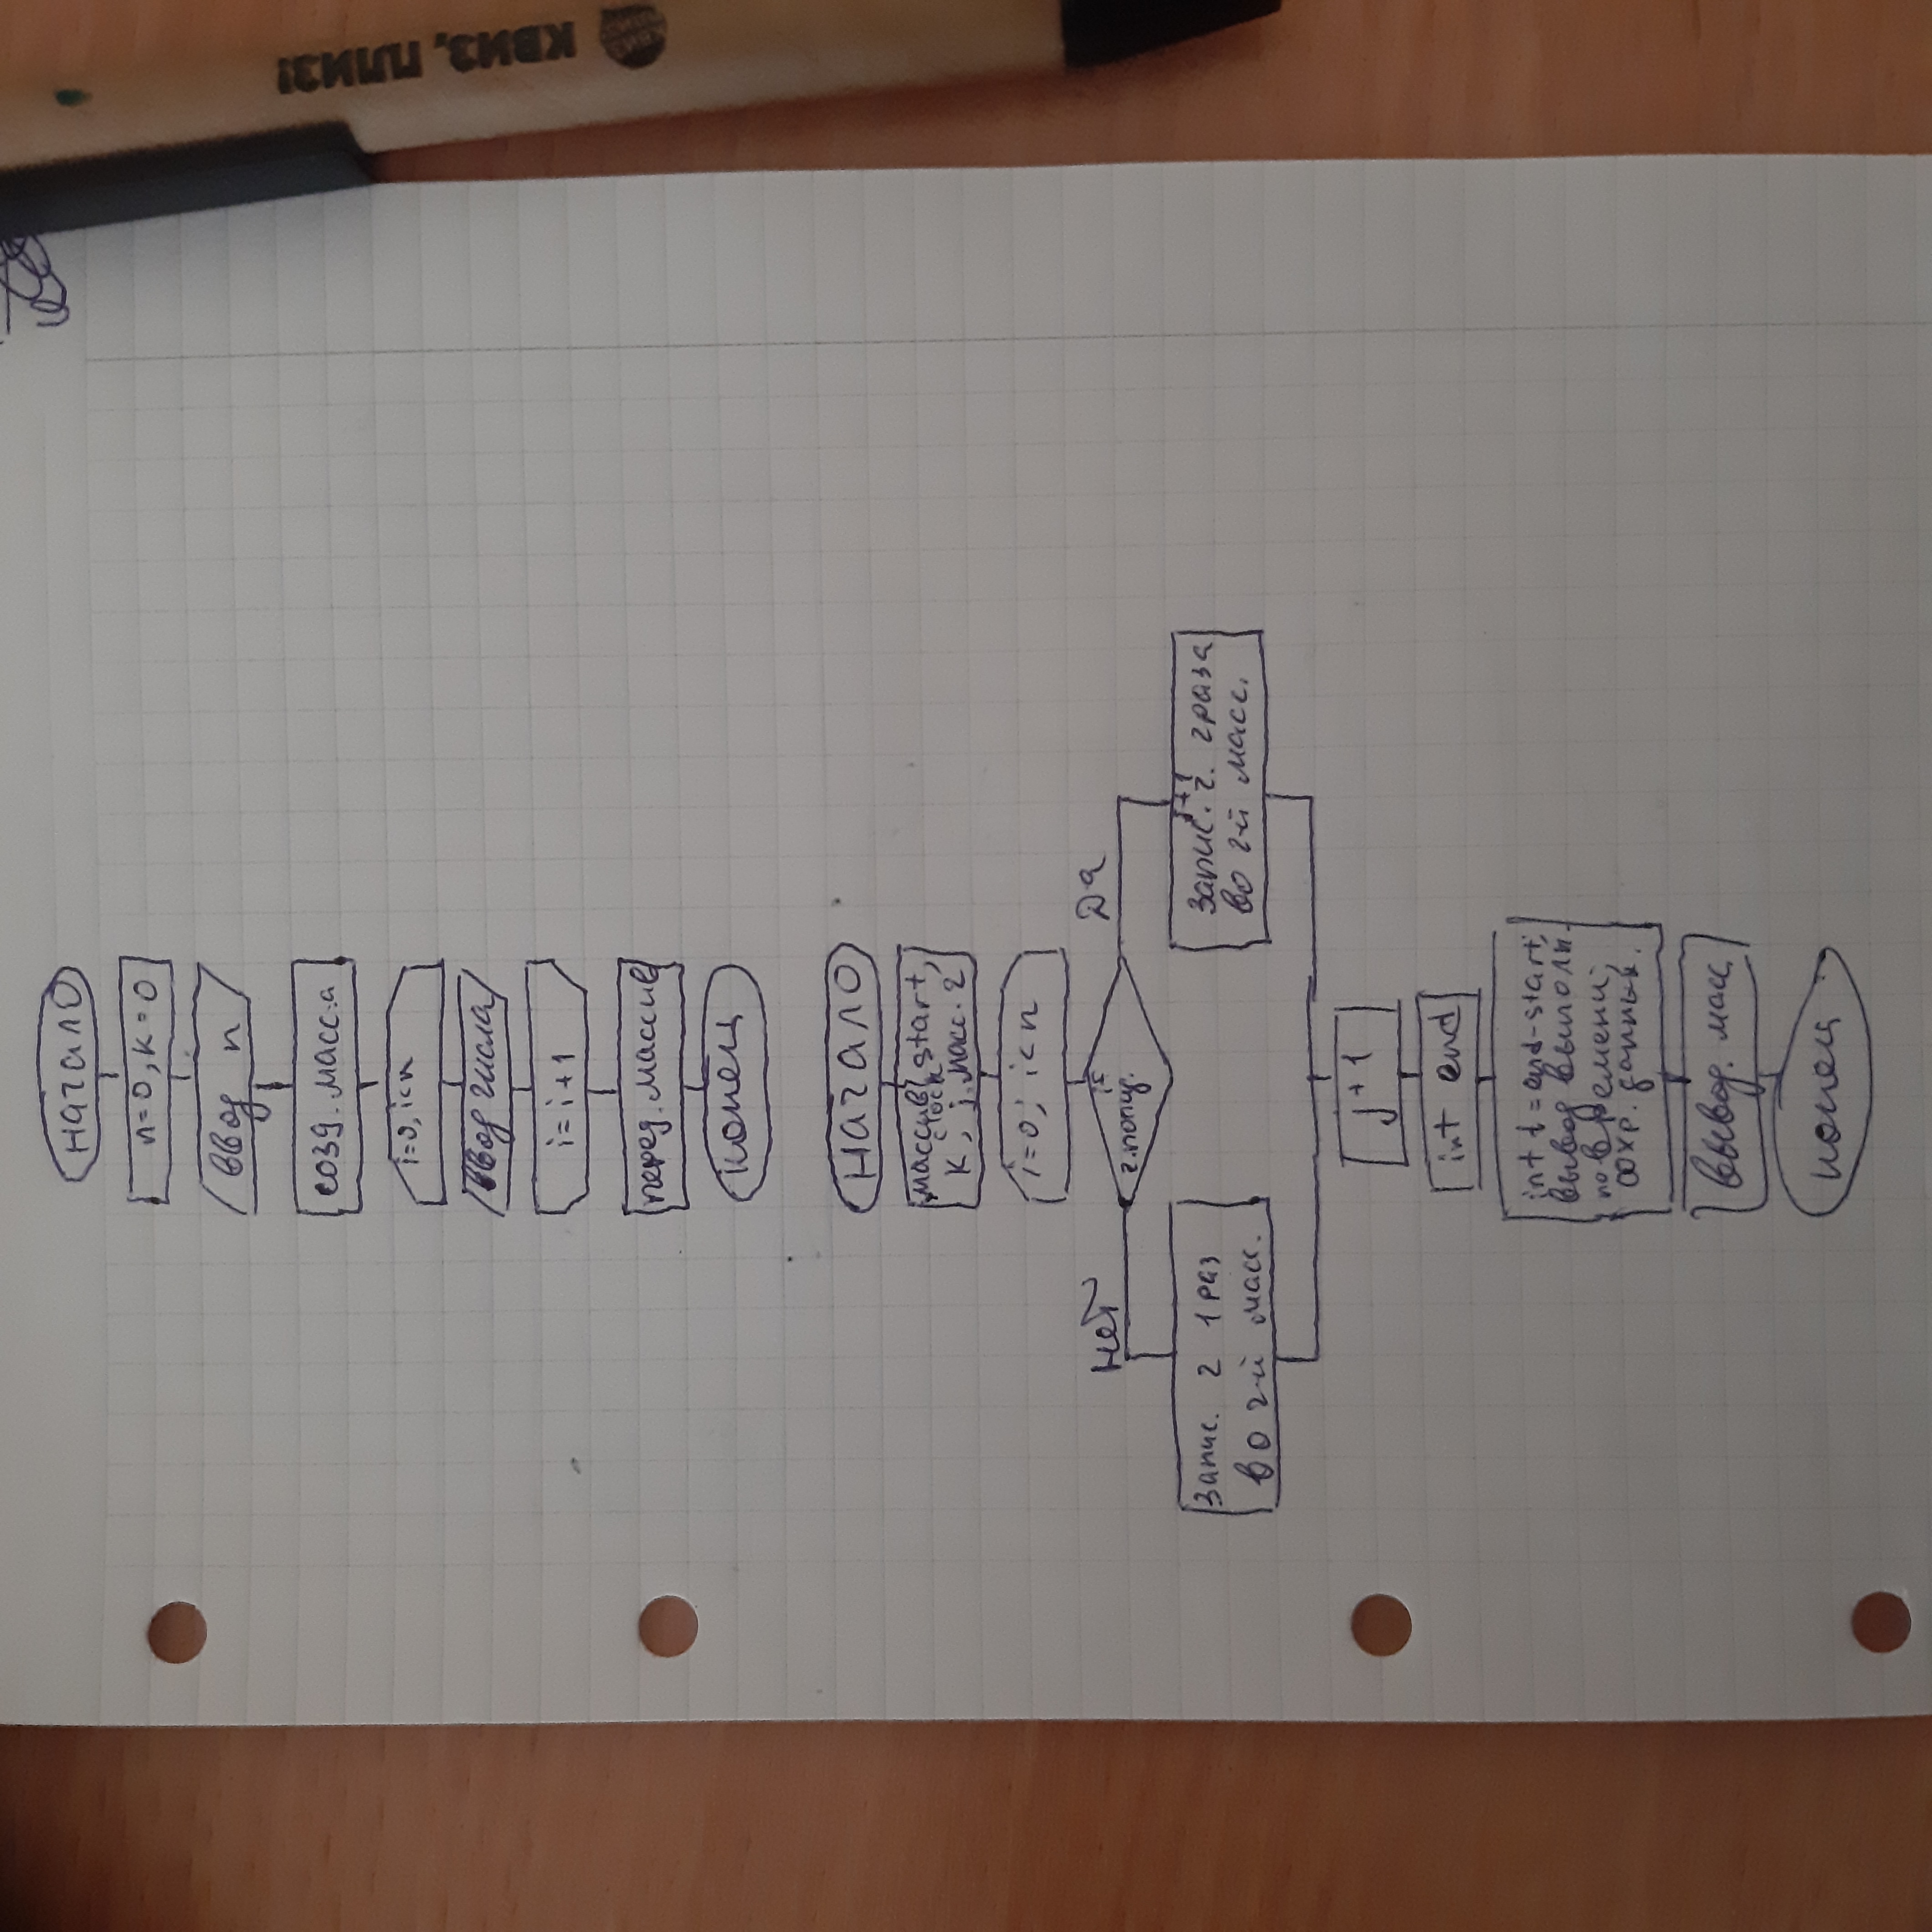 начало
n=0, к=0
ввод n
созд. масс. а
i=0, i<n
ввод числа
i=i+1
перед. массив
конец
начало
массив, start,
clock
к, j, масс. 2
i=0; i<n
if
нет
Да
ч. получ.
Запис. ч 1 раз
во 2-й масс.
j+1
Запис. ч. 2 раза
во 2-й масс.
j+1
int end
int t = end-start;
вывод выполн.
по времени;
сохр. данных.
вывод. масс
конец
КВИЗ, ПЛИЗ!